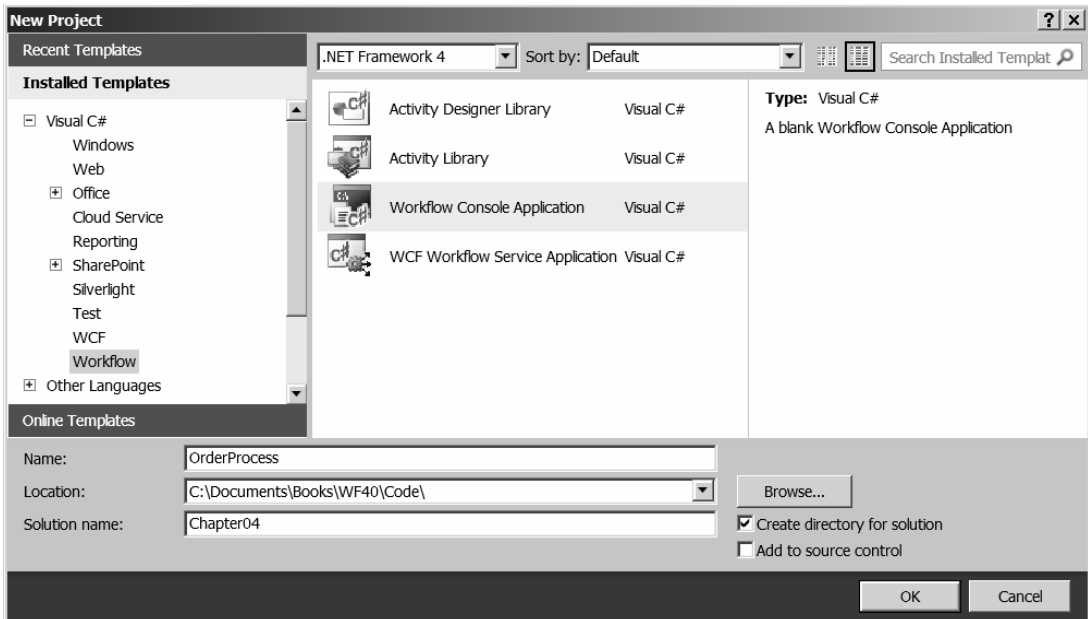 New Project
Recent Templates
.NET Framework 4
Sort by: Default
Search Installed Templat
Installed Templates
Visual C#
Windows
Web
Office
Cloud Service
Reporting
SharePoint
Silverlight
Test
WCF
Workflow
Other Languages
Online Templates
Activity Designer Library Visual C#
Activity Library Visual C#
Workflow Console Application Visual C#
WCF Workflow Service Application Visual C#
Type: Visual C#
A blank Workflow Console Application
Name: OrderProcess
Location: C:\Documents\Books\WF40\Code\
Browse...
Solution name: Chapter04
Create directory for solution
Add to source control
OK
Cancel